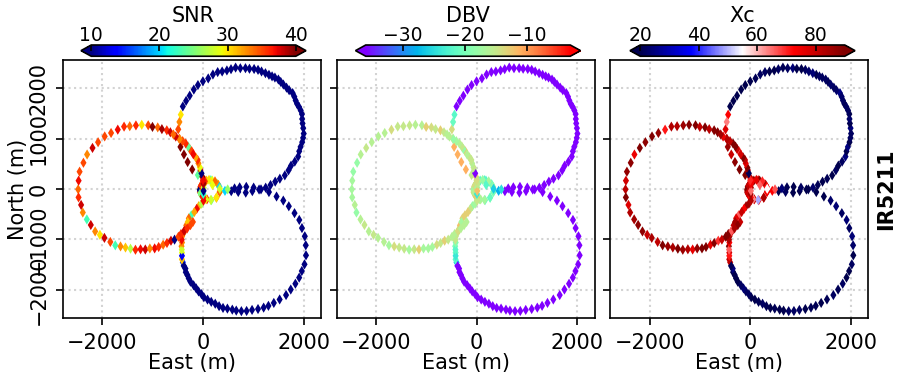 SNR DBV Xc
10 20 30 40 −30 −20 −10 20 40 60 80
North (m)
2000
1000
0
−1000
−2000
IR5211
−2000 0 2000 −2000 0 2000 −2000 0 2000
East (m) East (m) East (m)